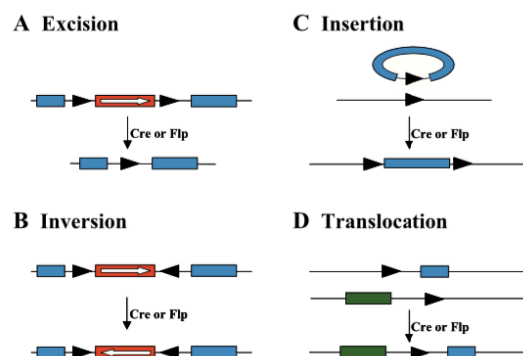 A Excision
Cre or Flp
B Inversion
Cre or Flp
C Insertion
Cre or Flp
D Translocation
Cre or Flp